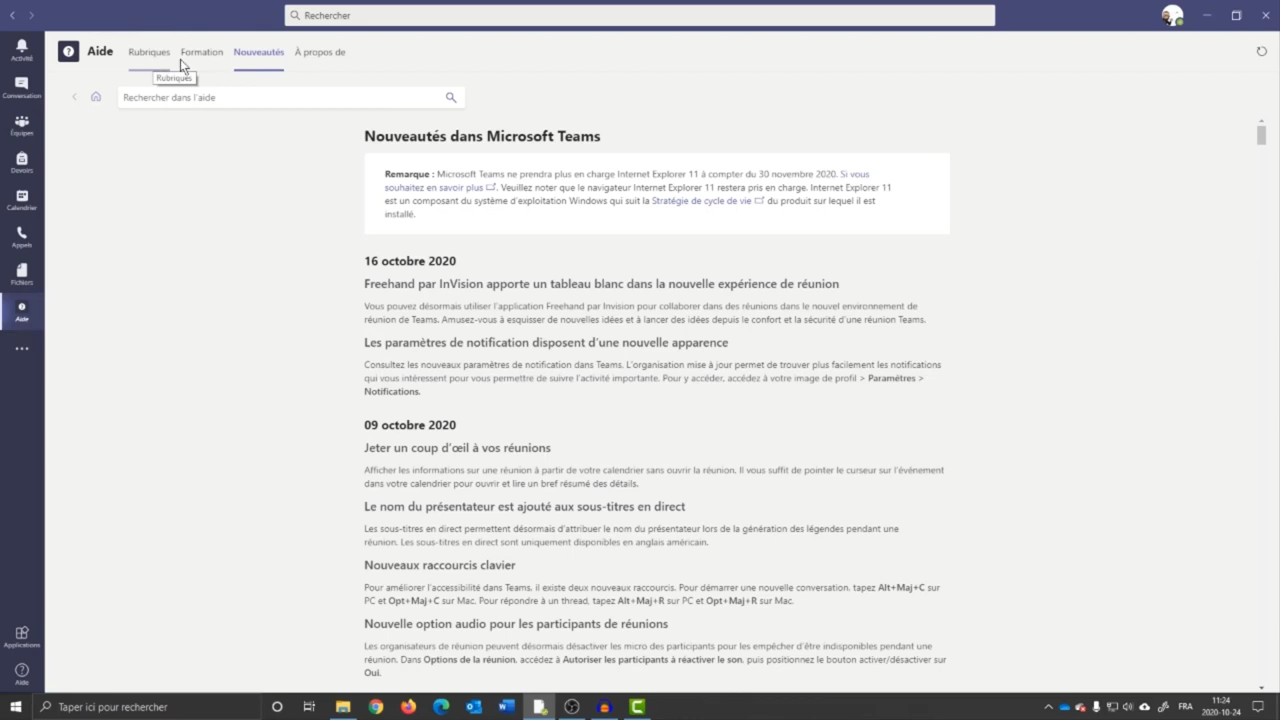 Rechercher
Aide
Rubriques
Formation
Nouveautés
À propos de
Rubriques
Rechercher dans l'aide
Activité
Conversation
Équipes
Devoirs
Calendrier
Appels
Fichiers
Aide
Applications
Aide
Nouveautés dans Microsoft Teams
Remarque : Microsoft Teams ne prendra plus en charge Internet Explorer 11 à compter du 30 novembre 2020. Si vous
souhaitez en savoir plus. Veuillez noter que le navigateur Internet Explorer 11 restera pris en charge. Internet Explorer 11
est un composant du système d'exploitation Windows qui suit la Stratégie de cycle de vie du produit sur lequel il est
installé.
16 octobre 2020
Freehand par InVision apporte un tableau blanc dans la nouvelle expérience de réunion
Vous pouvez désormais utiliser l'application Freehand par Invision pour collaborer dans des réunions dans le nouvel environnement de
réunion de Teams. Amusez-vous à esquisser de nouvelles idées et à lancer des idées depuis le confort et la sécurité d'une réunion Teams.
Les paramètres de notification disposent d'une nouvelle apparence
Consultez les nouveaux paramètres de notification dans Teams. L'organisation mise à jour permet de trouver plus facilement les notifications
qui vous intéressent pour vous permettre de suivre l'activité importante. Pour y accéder, accédez à votre image de profil > Paramètres >
Notifications.
09 octobre 2020
Jeter un coup d'œil à vos réunions
Afficher les informations sur une réunion à partir de votre calendrier sans ouvrir la réunion. Il vous suffit de pointer le curseur sur l'événement
dans votre calendrier pour ouvrir et lire un bref résumé des détails.
Le nom du présentateur est ajouté aux sous-titres en direct
Les sous-titres en direct permettent désormais d'attribuer le nom du présentateur lors de la génération des légendes pendant une
réunion. Les sous-titres en direct sont uniquement disponibles en anglais américain.
Nouveaux raccourcis clavier
Pour améliorer l'accessibilité dans Teams, il existe deux nouveaux raccourcis. Pour démarrer une nouvelle conversation, tapez Alt+Maj+C sur
PC et Opt+Maj+C sur Mac. Pour répondre à un thread, tapez Alt+Maj+R sur PC et Opt+Maj+R sur Mac.
Nouvelle option audio pour les participants de réunions
Les organisateurs de réunion peuvent désormais désactiver les micro des participants pour les empêcher d'être indisponibles pendant une
réunion. Dans Options de la réunion, accédez à Autoriser les participants à réactiver le son, puis positionnez le bouton activer/désactiver sur
Oui.
Taper ici pour rechercher
FRA
11:24
2020-10-24